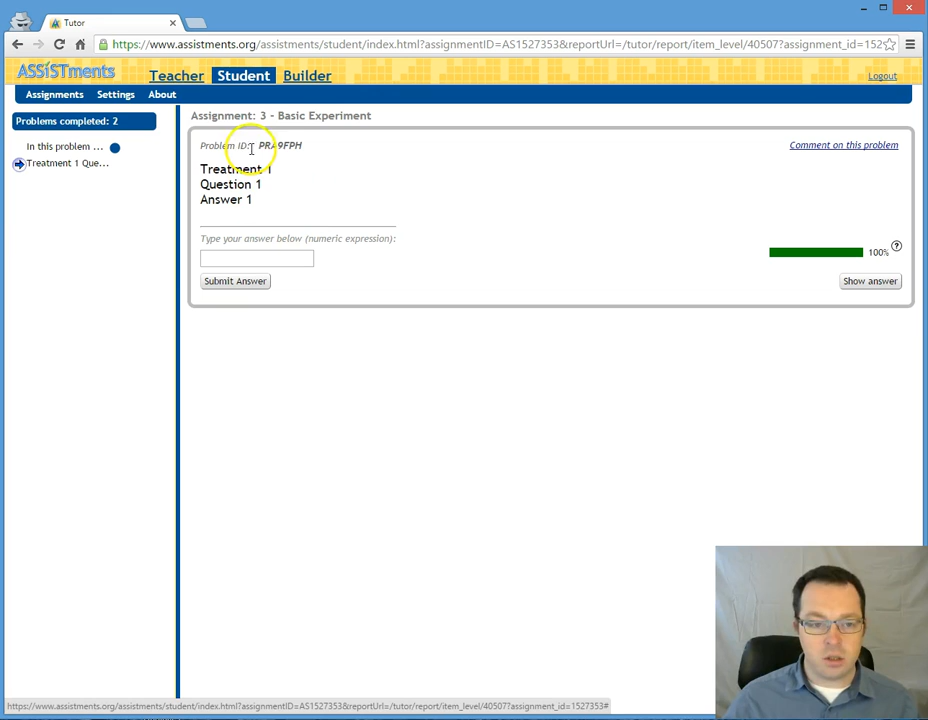 Tutor
https://www.assistments.org/assistments/student/index.html?assignmentID=AS1527353&reportUrl=/tutor/report/item_level/40507?assignment_id=152
ASSiSTments
Teacher
Student
Builder
Logout
Assignments
Settings
About
Problems completed: 2
In this problem ...
Treatment 1 Que...
Assignment: 3 - Basic Experiment
Problem ID: PRA9FPH
Comment on this problem
Treatment 1
Question 1
Answer 1
Type your answer below (numeric expression):
100%
?
Submit Answer
Show answer
https://www.assistments.org/assistments/student/index.html?assignmentID=AS1527353&reportUrl=/tutor/report/item_level/40507?assignment_id=1527353#